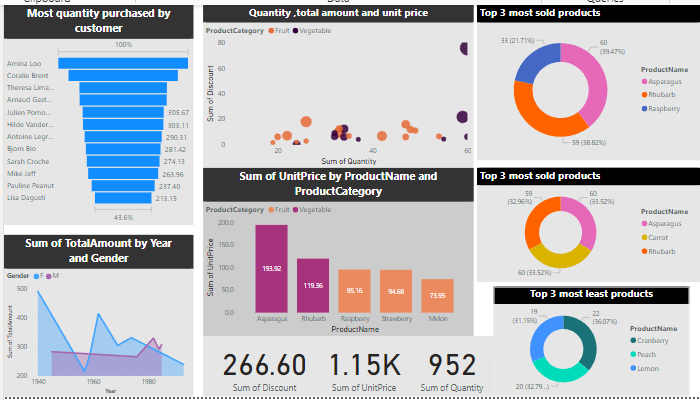 Data
Queries
Most quantity purchased by
customer
100%
Amina Loo
Coralie Brent
Theresa Lima...
Arnaud Gast...
Julien Pomo...
305.67
Hilde Vander...
303.11
Antoine Legr...
290.31
Bjorn Bio
281.42
Sarah Croche
274.13
Mike Jeff
263.96
Pauline Peanut
237.40
Lisa Dagusti
213.15
43.6%
Sum of TotalAmount by Year
and Gender
Gender F M
Sum of TotalAmount
500
400
300
200
1940
1960
1980
Year
Quantity ,total amount and unit price
ProductCategory Fruit Vegetable
Sum of Discount
80
60
40
20
0
20
40
60
Sum of Quantity
Sum of UnitPrice by ProductName and
ProductCategory
ProductCategory Fruit Vegetable
Sum of UnitPrice
200.0
150.0
100.0
50.0
0.0
193.92
119.36
95.16
94.68
73.95
Asparagus
Rhubarb
Raspberry
Strawberry
Melon
ProductName
266.60
Sum of Discount
1.15K
Sum of UnitPrice
952
Sum of Quantity
Top 3 most sold products
33 (21.71%)
60
(39.47%)
59 (38.82%)
ProductName
Asparagus
Rhubarb
Raspberry
Top 3 most sold products
59
(32.96%)
60
(33.52%)
60 (33.52%)
ProductName
Asparagus
Carrot
Rhubarb
Top 3 most least products
19
(31.15%)
22
(36.07%)
20 (32.79...)
ProductName
Cranberry
Peach
Lemon